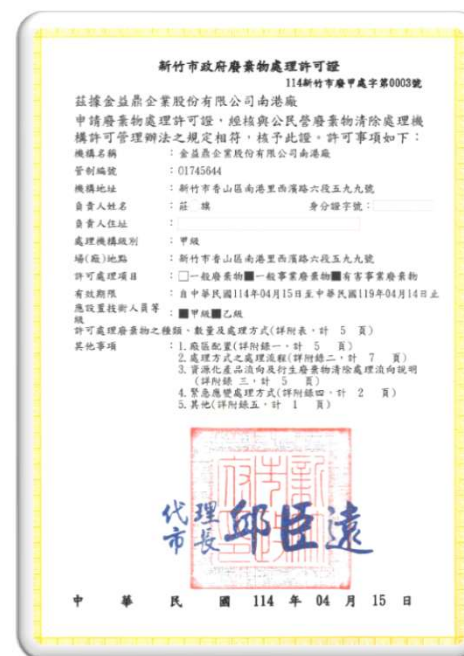 新竹市政府廢棄物處理許可證
114新竹市廢甲處字第0003號
茲據金益鼎企業股份有限公司南港廠
申請廢棄物處理許可證，經核與公民營廢棄物清除處理機
構許可管理辦法之規定相符，核予此證。許可事項如下：
機構名稱：金益鼎企業股份有限公司南港廠
管制編號：O1745644
機構地址：新竹市香山區南港里西濱路六段五九九號
負責人姓名：莊 身分證字號：
負責人住址：
處理機構級別：甲級
場(廠)地點：新竹市香山區南港里西濱路六段五九九號
許可處理項目：□一般廢棄物■一般事業廢棄物■有害事業廢棄物
有效期限：自中華民國114年04月15日至中華民國119年04月14日止
應設置技術人員等級：■甲級■乙級
許可處理廢棄物之種類、數量及處理方式(詳附表，計 5 頁)
其他事項：1.廠區配置(詳附錄一，計 5 頁)
2.處理方式之處理流程(詳附錄二，計 7 頁)
3.資源化產品流向及衍生廢棄物清除處理流向說明
(詳附錄 三，計 5 頁)
4.緊急應變處理方式(詳附錄四，計 2 頁)
5.其他(詳附錄五，計 1 頁)
代理市長 邱臣遠
中 華 民 國 114 年 04 月 15 日